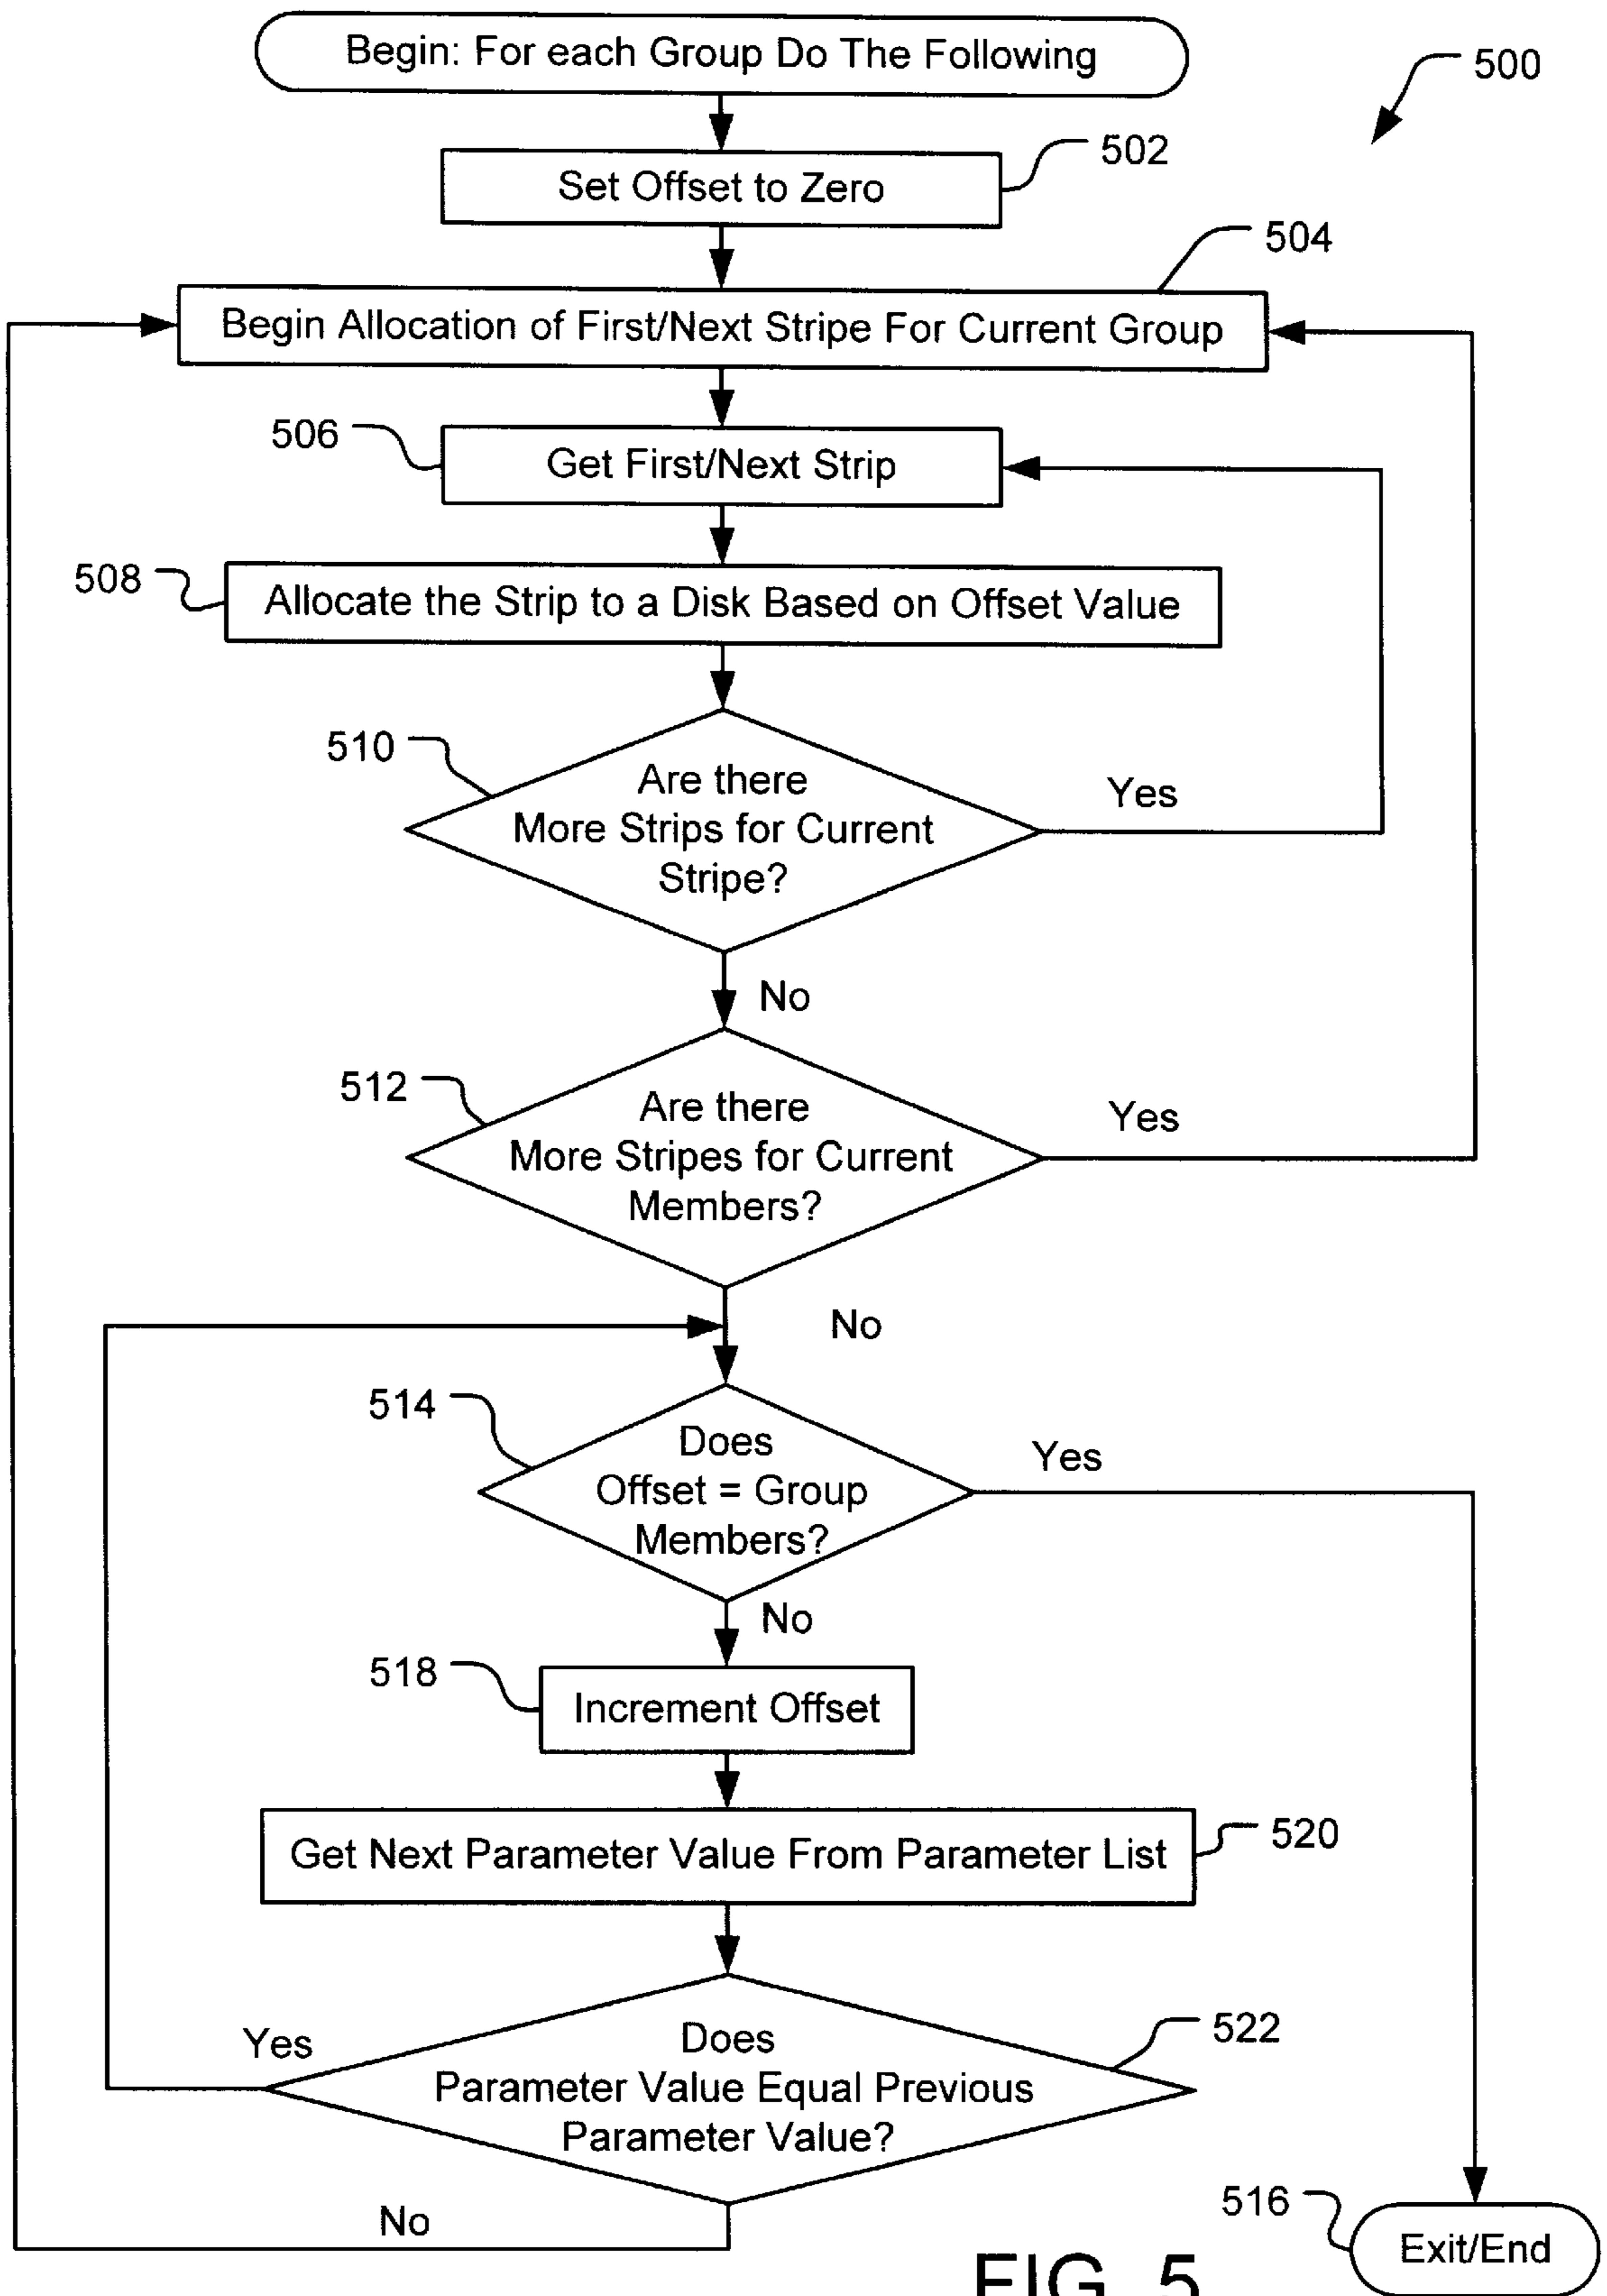 Begin: For each Group Do The Following
500
502
Set Offset to Zero
504
Begin Allocation of First/Next Stripe For Current Group
506
Get First/Next Strip
508
Allocate the Strip to a Disk Based on Offset Value
510
Are there
More Strips for Current
Stripe?
Yes
No
512
Are there
More Stripes for Current
Members?
Yes
No
514
Does
Offset = Group
Members?
Yes
No
518
Increment Offset
Get Next Parameter Value From Parameter List
520
Yes
Does
Parameter Value Equal Previous
Parameter Value?
522
No
516
Exit/End
FIG. 5